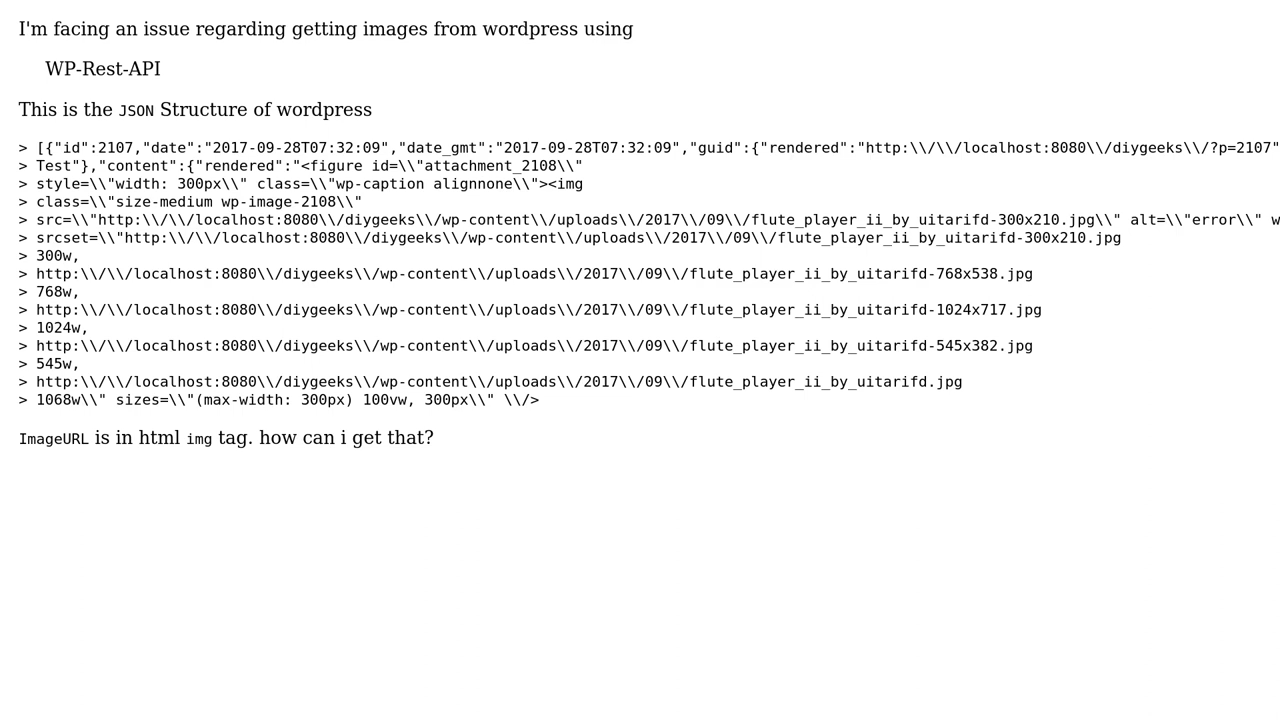 I'm facing an issue regarding getting images from wordpress using
WP-Rest-API
This is the JSON Structure of wordpress
> [{"id":2107,"date":"2017-09-28T07:32:09","date_gmt":"2017-09-28T07:32:09","guid":{"rendered":"http:\\/\\/localhost:8080\\/diygeeks\\/?p=2107"
> Test"},"content":{"rendered":"<figure id=\\"attachment_2108\\"
> style=\\"width: 300px\\" class=\\"wp-caption alignnone\\"><img
> class=\\"size-medium wp-image-2108\\"
> src=\\"http:\\/\\/localhost:8080\\/diygeeks\\/wp-content\\/uploads\\/2017\\/09\\/flute_player_ii_by_uitarifd-300x210.jpg\\" alt=\\"error\\" w
> srcset=\\"http:\\/\\/localhost:8080\\/diygeeks\\/wp-content\\/uploads\\/2017\\/09\\/flute_player_ii_by_uitarifd-300x210.jpg
> 300w,
> http:\\/\\/localhost:8080\\/diygeeks\\/wp-content\\/uploads\\/2017\\/09\\/flute_player_ii_by_uitarifd-768x538.jpg
> 768w,
> http:\\/\\/localhost:8080\\/diygeeks\\/wp-content\\/uploads\\/2017\\/09\\/flute_player_ii_by_uitarifd-1024x717.jpg
> 1024w,
> http:\\/\\/localhost:8080\\/diygeeks\\/wp-content\\/uploads\\/2017\\/09\\/flute_player_ii_by_uitarifd-545x382.jpg
> 545w,
> http:\\/\\/localhost:8080\\/diygeeks\\/wp-content\\/uploads\\/2017\\/09\\/flute_player_ii_by_uitarifd.jpg
> 1068w\\" sizes=\\"(max-width: 300px) 100vw, 300px\\" \\/>
ImageURL is in html img tag. how can i get that?